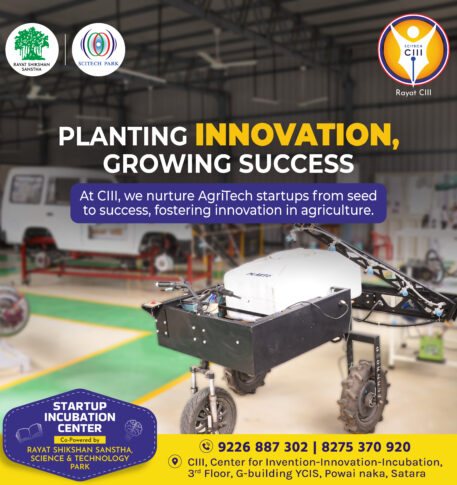 RAYAT SHIKSHAN
SANSTHA
SCITECH PARK
SCITECH
CIII
Rayat CIII
PLANTING INNOVATION,
GROWING SUCCESS
At CIII, we nurture AgriTech startups from seed
to success, fostering innovation in agriculture.
STARTUP
INCUBATION
CENTER
Co-Powered by
RAYAT SHIKSHAN SANSTHA,
SCIENCE & TECHNOLOGY
PARK
9226 887 302 | 8275 370 920
CIII, Center for Invention-Innovation-Incubation,
3rd Floor, G-building YCIS, Powai naka, Satara